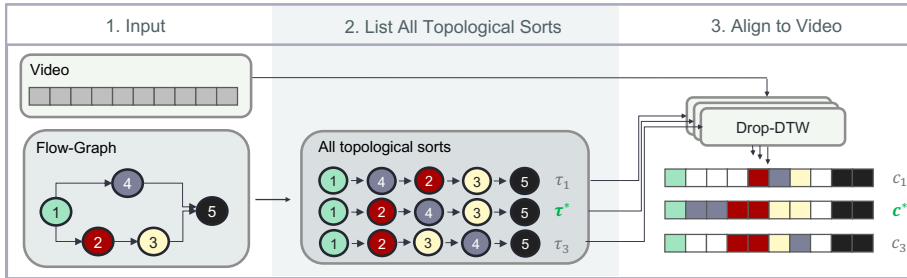 1. Input
2. List All Topological Sorts
3. Align to Video
Video
Drop-DTW
Flow-Graph
4
1
5
2
3
All topological sorts
1 4 2 3 5 τ₁
1 2 4 3 5 τ*
1 2 3 4 5 τ₃
c₁
c*
c₃